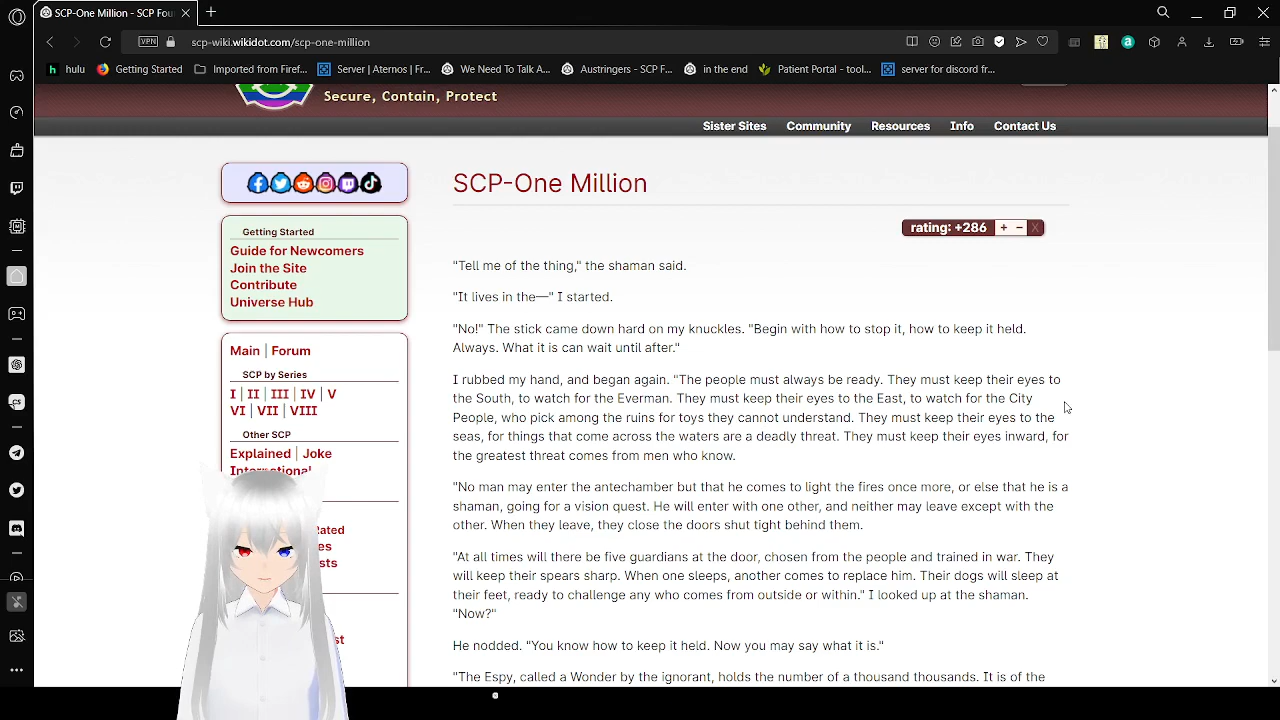 SCP-One Million - SCP Fou
scp-wiki.wikidot.com/scp-one-million
VPN
hulu
Getting Started
Imported from Firef...
Server | Aternos | Fr...
We Need To Talk A...
Austringers - SCP F...
in the end
Patient Portal - tool...
server for discord fr...
Secure, Contain, Protect
Sister Sites
Community
Resources
Info
Contact Us
Getting Started
Guide for Newcomers
Join the Site
Contribute
Universe Hub
Main | Forum
SCP by Series
I | II | III | IV | V
VI | VII | VIII
Other SCP
Explained | Joke
International
SCP-One Million
rating: +286 + − X
"Tell me of the thing," the shaman said.
"It lives in the—" I started.
"No!" The stick came down hard on my knuckles. "Begin with how to stop it, how to keep it held.
Always. What it is can wait until after."
I rubbed my hand, and began again. "The people must always be ready. They must keep their eyes to
the South, to watch for the Everman. They must keep their eyes to the East, to watch for the City
People, who pick among the ruins for toys they cannot understand. They must keep their eyes to the
seas, for things that come across the waters are a deadly threat. They must keep their eyes inward, for
the greatest threat comes from men who know.
"No man may enter the antechamber but that he comes to light the fires once more, or else that he is a
shaman, going for a vision quest. He will enter with one other, and neither may leave except with the
other. When they leave, they close the doors shut tight behind them.
"At all times will there be five guardians at the door, chosen from the people and trained in war. They
will keep their spears sharp. When one sleeps, another comes to replace him. Their dogs will sleep at
their feet, ready to challenge any who comes from outside or within." I looked up at the shaman.
"Now?"
He nodded. "You know how to keep it held. Now you may say what it is."
"The Espy, called a Wonder by the ignorant, holds the number of a thousand thousands. It is of the